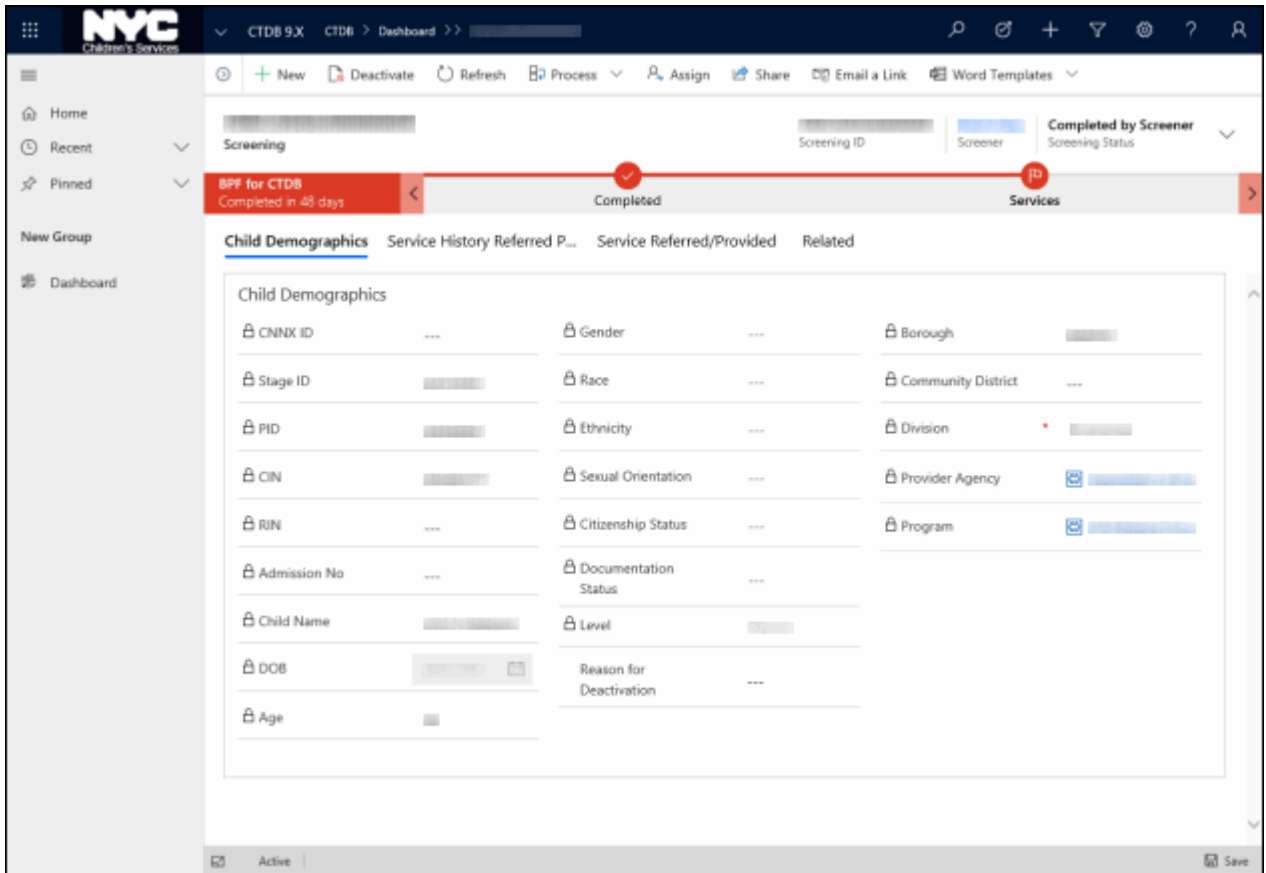 NYC
Children's Services
CTDB 9.X CTDB > Dashboard >>
New Deactivate Refresh Process Assign Share Email a Link Word Templates
Home
Recent
Pinned
New Group
Dashboard
Screening
Screening ID
Screener
Completed by Screener
Screening Status
BPF for CTDB
Completed in 48 days
Completed
Services
Child Demographics Service History Referred P... Service Referred/Provided Related
Child Demographics
CNNX ID ---
Stage ID
PID
CIN
RIN ---
Admission No ---
Child Name
DOB
Age
Gender ---
Race ---
Ethnicity ---
Sexual Orientation ---
Citizenship Status ---
Documentation
Status ---
Level
Reason for
Deactivation ---
Borough
Community District ---
Division *
Provider Agency
Program
Active
Save